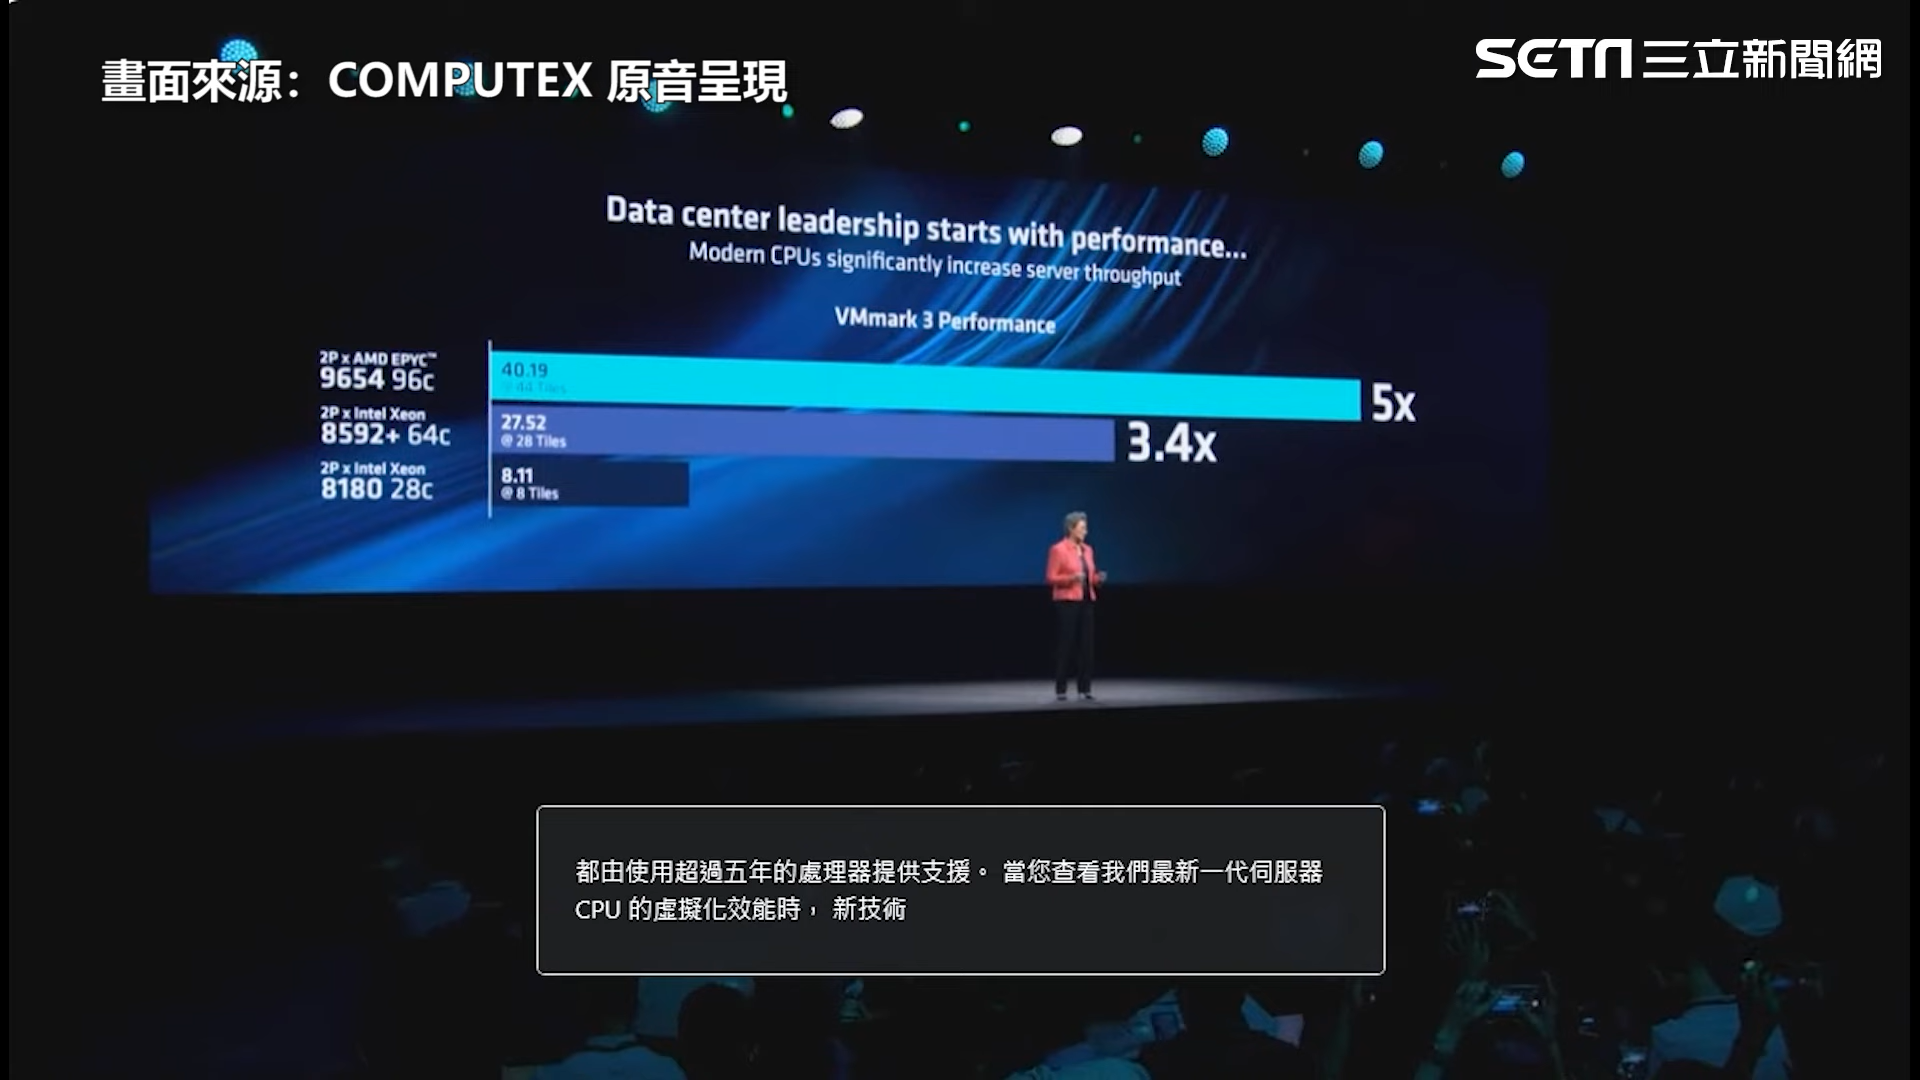 畫面來源：COMPUTEX 原音呈現
SETN 三立新聞網
Data center leadership starts with performance...
Modern CPUs significantly increase server throughput
VMmark 3 Performance
2P x AMD EPYC™
9654 96c
40.19
@ 44 Tiles
5x
2P x Intel Xeon
8592+ 64c
27.52
@ 28 Tiles
3.4x
2P x Intel Xeon
8180 28c
8.11
@ 8 Tiles
都由使用超過五年的處理器提供支援。 當您查看我們最新一代伺服器
CPU 的虛擬化效能時， 新技術